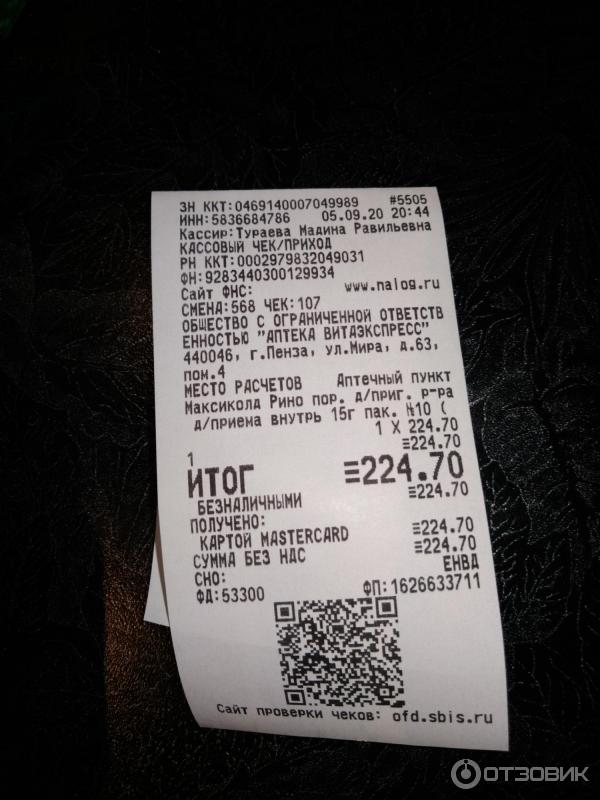 ЗН ККТ:0469140007049989 #5505
ИНН:5836684786 05.09.20 20:44
Кассир:Тураева Мадина Равильевна
КАССОВЫЙ ЧЕК/ПРИХОД
РН ККТ:0002979832049031
ФН:9283440300129934
Сайт ФНС: www.nalog.ru
СМЕНА:568 ЧЕК:107
ОБЩЕСТВО С ОГРАНИЧЕННОЙ ОТВЕТСТВ
ЕННОСТЬЮ "АПТЕКА ВИТАЭКСПРЕСС"
440046, г.Пенза, ул.Мира, д.63,
пом.4
МЕСТО РАСЧЕТОВ Аптечный пункт
Максиколд Рино пор. д/приг. р-ра
д/приема внутрь 15г пак. №10 (
1 X 224.70
≡224.70
1
ИТОГ ≡224.70
БЕЗНАЛИЧНЫМИ ≡224.70
ПОЛУЧЕНО:
КАРТОЙ MASTERCARD ≡224.70
СУММА БЕЗ НДС ≡224.70
СНО: ЕНВД
ФД:53300 ФП:1626633711
Сайт проверки чеков: ofd.sbis.ru
ОТЗОВИК